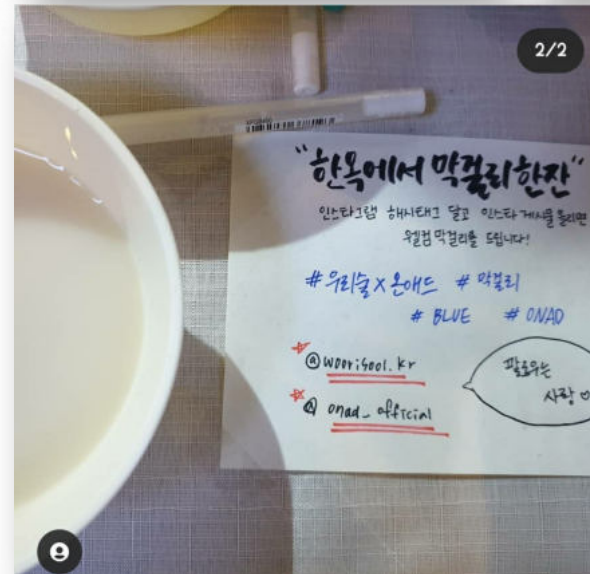 2/2
"한옥에서 막걸리 한잔"
인스타그램 해시태그 달고 인스타 게시물 올리면
웰컴 막걸리를 드립니다!
#우리술X온애드 #막걸리
#BLUE #ONAD
@woorisool.kr
@onad_official
팔로우는
사랑♡